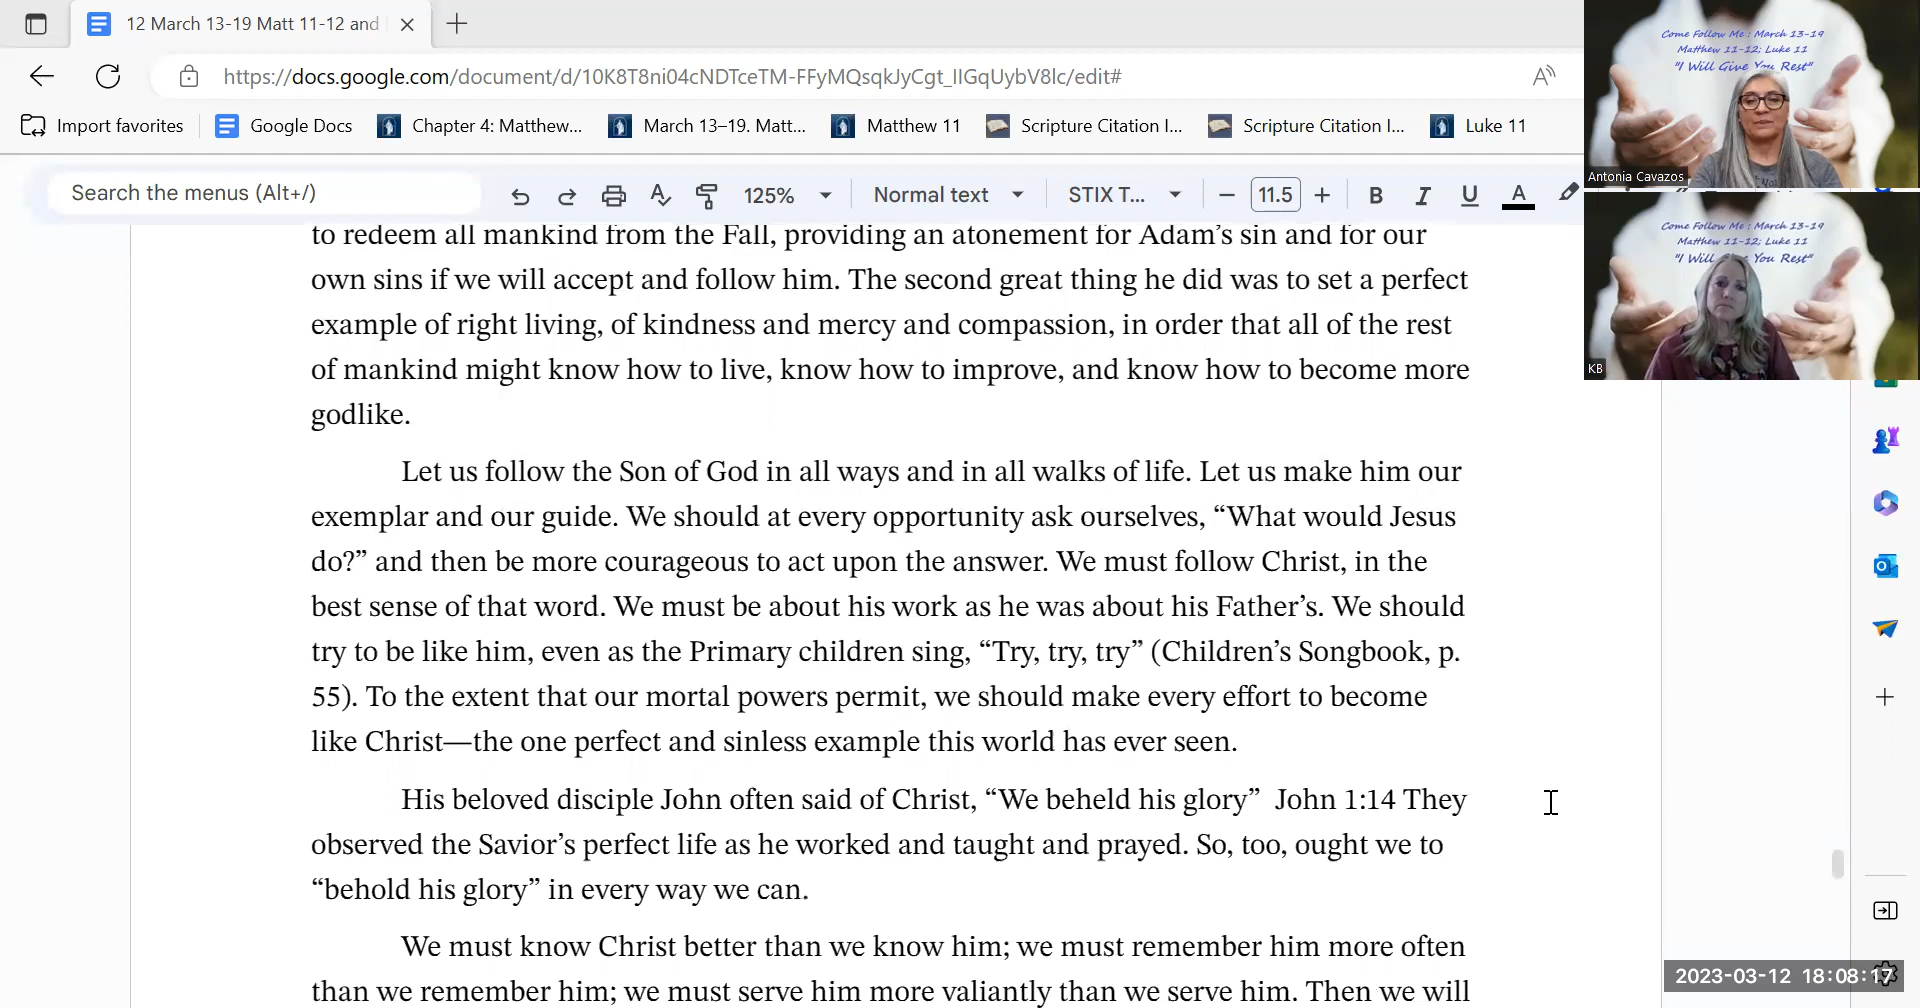 12 March 13-19 Matt 11-12 and
https://docs.google.com/document/d/10K8T8ni04cNDTceTM-FFyMQsqkJyCgt_IIGqUybV8lc/edit#
Import favorites
Google Docs
Chapter 4: Matthew...
March 13–19. Matt...
Matthew 11
Scripture Citation I...
Scripture Citation I...
Luke 11
Search the menus (Alt+/)
125%
Normal text
STIX T...
11.5
B I U A
to redeem all mankind from the Fall, providing an atonement for Adam’s sin and for our
own sins if we will accept and follow him. The second great thing he did was to set a perfect
example of right living, of kindness and mercy and compassion, in order that all of the rest
of mankind might know how to live, know how to improve, and know how to become more
godlike.
Let us follow the Son of God in all ways and in all walks of life. Let us make him our
exemplar and our guide. We should at every opportunity ask ourselves, “What would Jesus
do?” and then be more courageous to act upon the answer. We must follow Christ, in the
best sense of that word. We must be about his work as he was about his Father’s. We should
try to be like him, even as the Primary children sing, “Try, try, try” (Children’s Songbook, p.
55). To the extent that our mortal powers permit, we should make every effort to become
like Christ—the one perfect and sinless example this world has ever seen.
His beloved disciple John often said of Christ, “We beheld his glory”  John 1:14 They
observed the Savior’s perfect life as he worked and taught and prayed. So, too, ought we to
“behold his glory” in every way we can.
We must know Christ better than we know him; we must remember him more often
than we remember him; we must serve him more valiantly than we serve him. Then we will
Come Follow Me : March 13-19
Matthew 11-12; Luke 11
"I Will Give You Rest"
Antonia Cavazos
Come Follow Me : March 13-19
Matthew 11-12; Luke 11
"I Will You Rest"
KB
2023-03-12 18:08:17